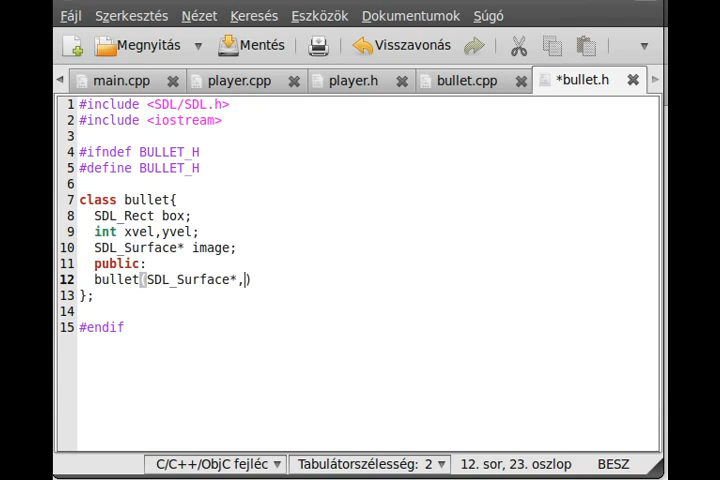 Fájl Szerkesztés Nézet Keresés Eszközök Dokumentumok Súgó
Megnyitás Mentés Visszavonás
main.cpp player.cpp player.h bullet.cpp *bullet.h
1 #include <SDL/SDL.h>
2 #include <iostream>
3
4 #ifndef BULLET_H
5 #define BULLET_H
6
7 class bullet{
8 SDL_Rect box;
9 int xvel,yvel;
10 SDL_Surface* image;
11 public:
12 bullet(SDL_Surface*,)
13 };
14
15 #endif
C/C++/ObjC fejléc Tabulátorszélesség: 2 12. sor, 23. oszlop BESZ